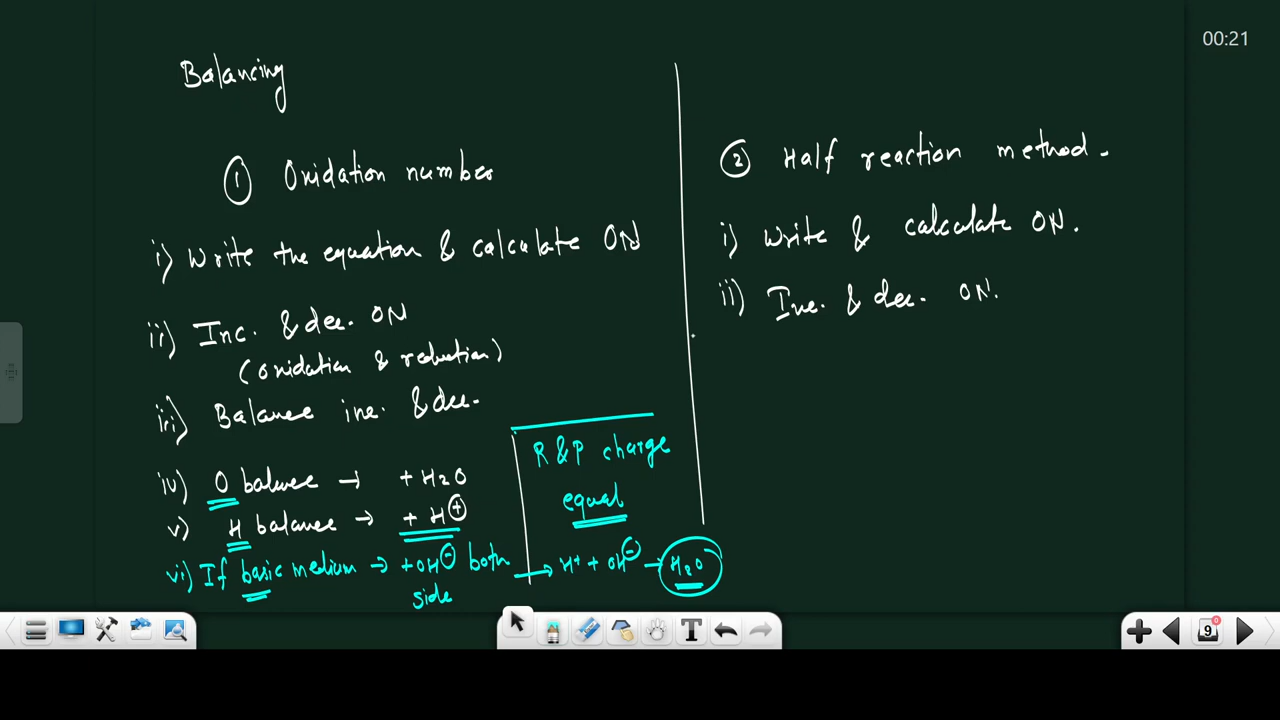 00:21
Balancing
① Oxidation number
i) Write the equation & calculate ON
ii) Inc. & dec. ON
(oxidation & reduction)
iii) Balance inc. & dec.
iv) O balance → + H₂O
v) H balance → + H⊕
vi) If basic medium → + OH⊖ both side → H⁺ + OH⊖ → H₂O
R & P charge
equal
② Half reaction method.
i) Write & calculate ON.
ii) Inc. & dec. ON.
T
9
0